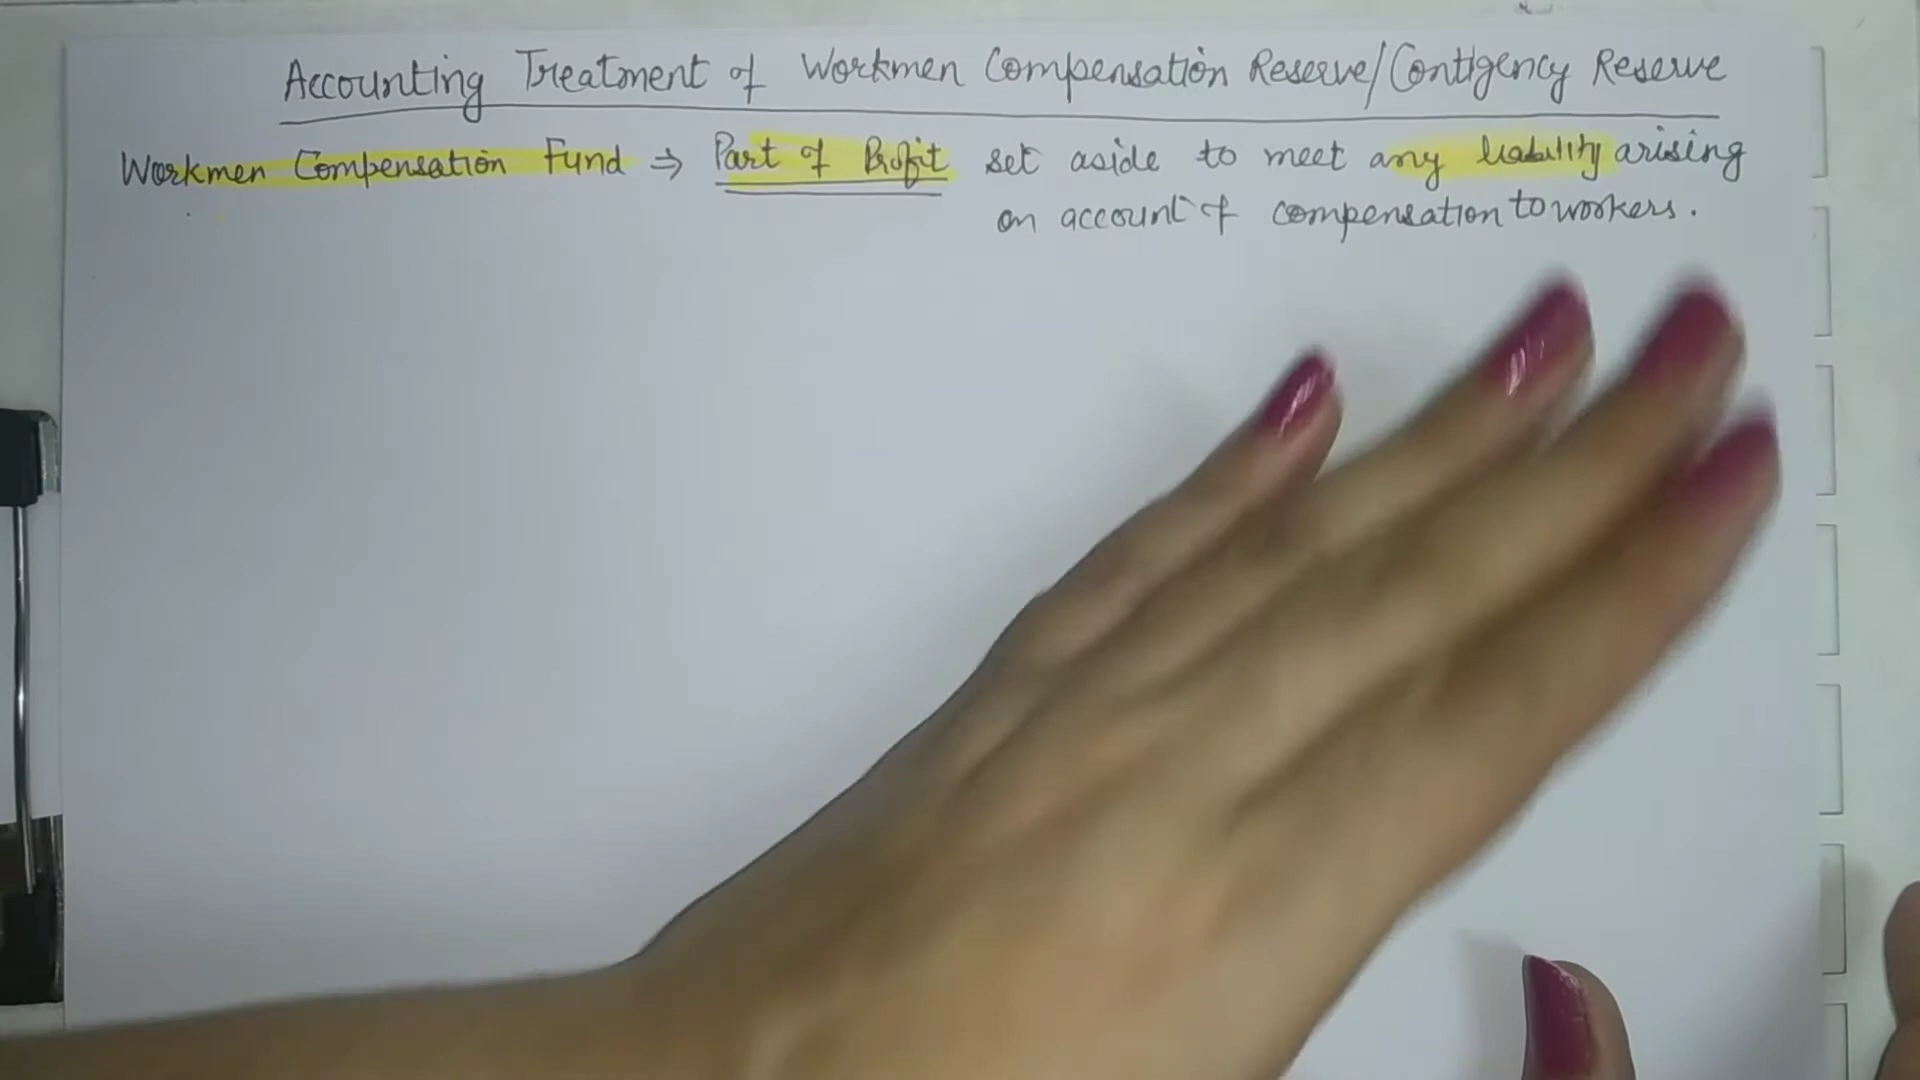 Accounting Treatment of Workmen Compensation Reserve/Contigency Reserve
Workmen Compensation Fund ⇒ Part of Profit set aside to meet any liability arising
on account of compensation to workers.